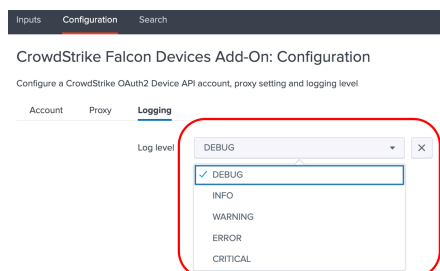 Inputs Configuration Search
CrowdStrike Falcon Devices Add-On: Configuration
Configure a CrowdStrike OAuth2 Device API account, proxy setting and logging level
Account Proxy Logging
Log level DEBUG
DEBUG
INFO
WARNING
ERROR
CRITICAL